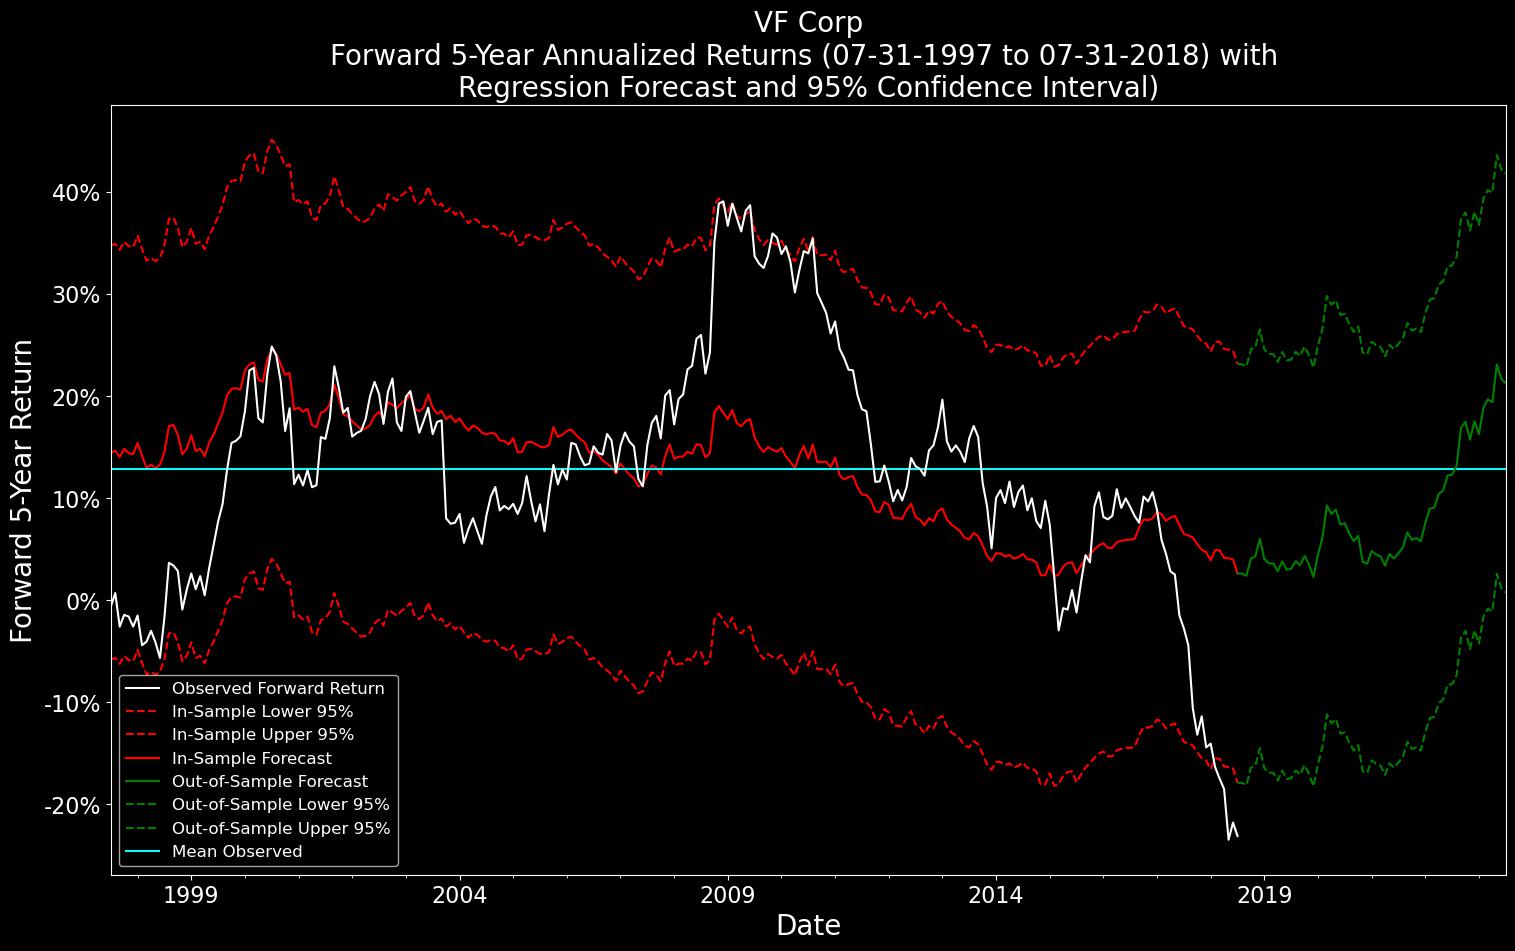 VF Corp
Forward 5-Year Annualized Returns (07-31-1997 to 07-31-2018) with
Regression Forecast and 95% Confidence Interval)
Forward 5-Year Return
40%
30%
20%
10%
0%
-10%
-20%
Observed Forward Return
In-Sample Lower 95%
In-Sample Upper 95%
In-Sample Forecast
Out-of-Sample Forecast
Out-of-Sample Lower 95%
Out-of-Sample Upper 95%
Mean Observed
1999 2004 2009 2014 2019
Date